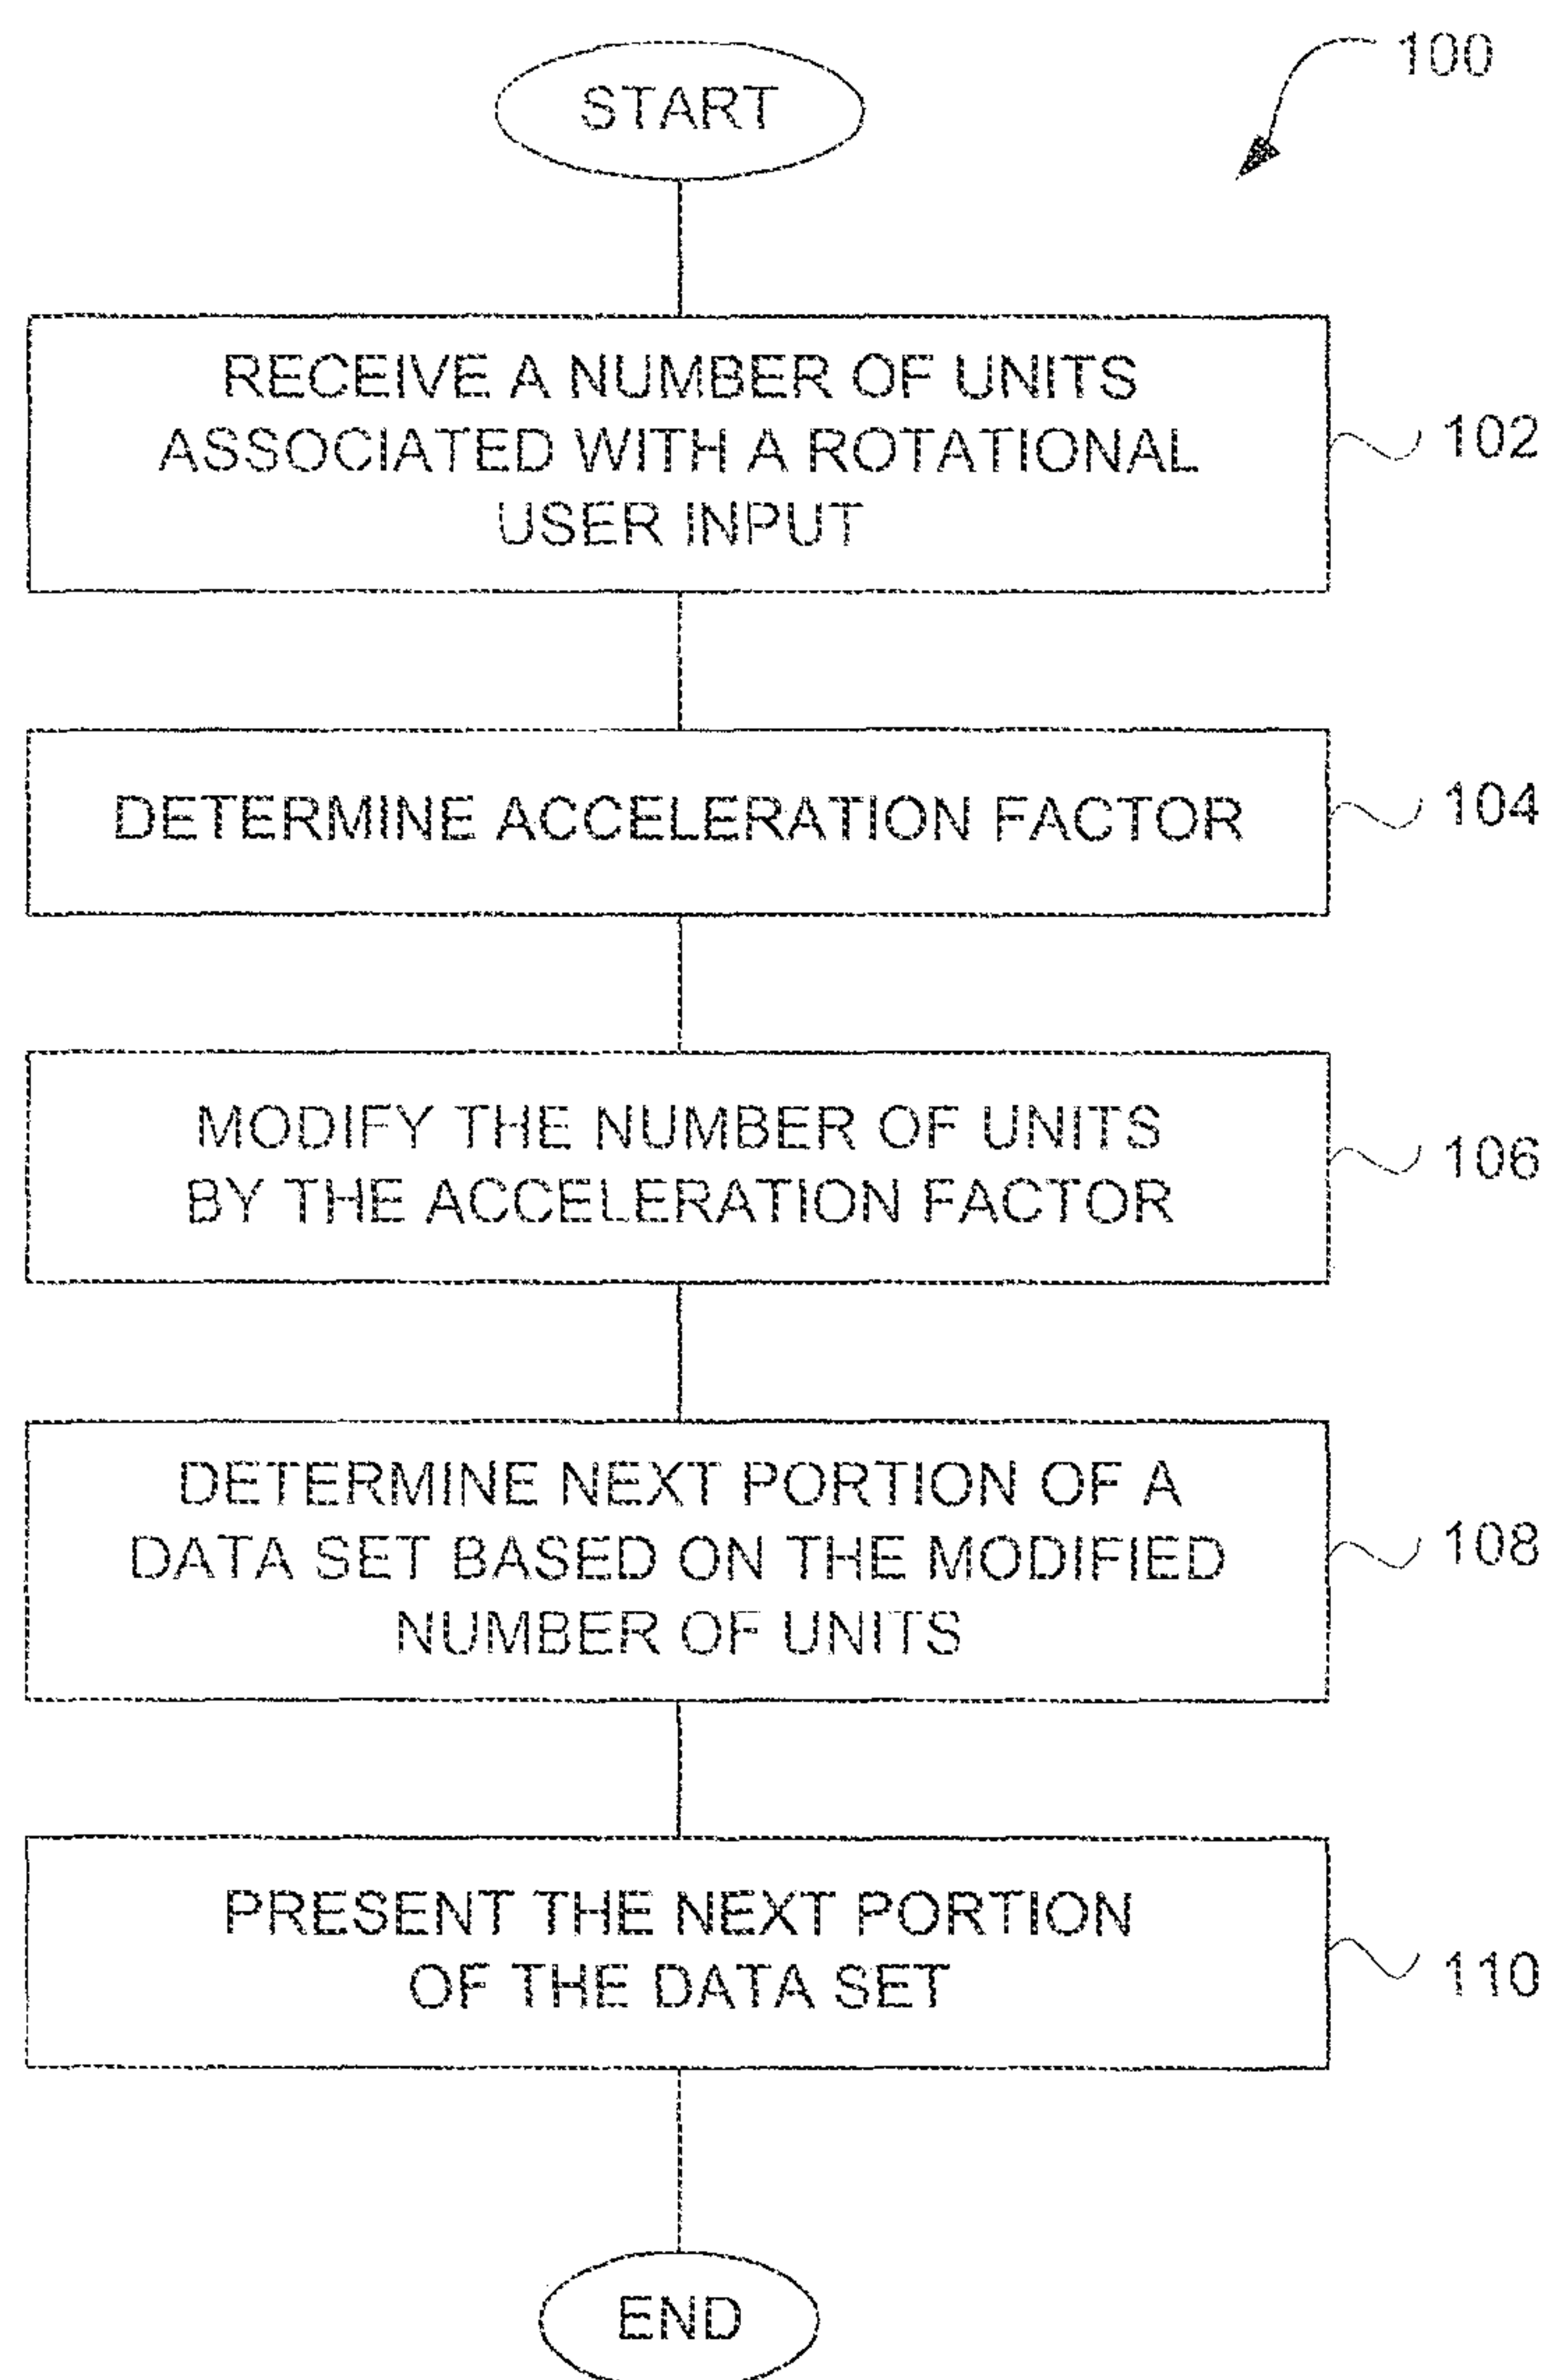 100
START
RECEIVE A NUMBER OF UNITS
ASSOCIATED WITH A ROTATIONAL
USER INPUT
102
DETERMINE ACCELERATION FACTOR
104
MODIFY THE NUMBER OF UNITS
BY THE ACCELERATION FACTOR
106
DETERMINE NEXT PORTION OF A
DATA SET BASED ON THE MODIFIED
NUMBER OF UNITS
108
PRESENT THE NEXT PORTION
OF THE DATA SET
110
END